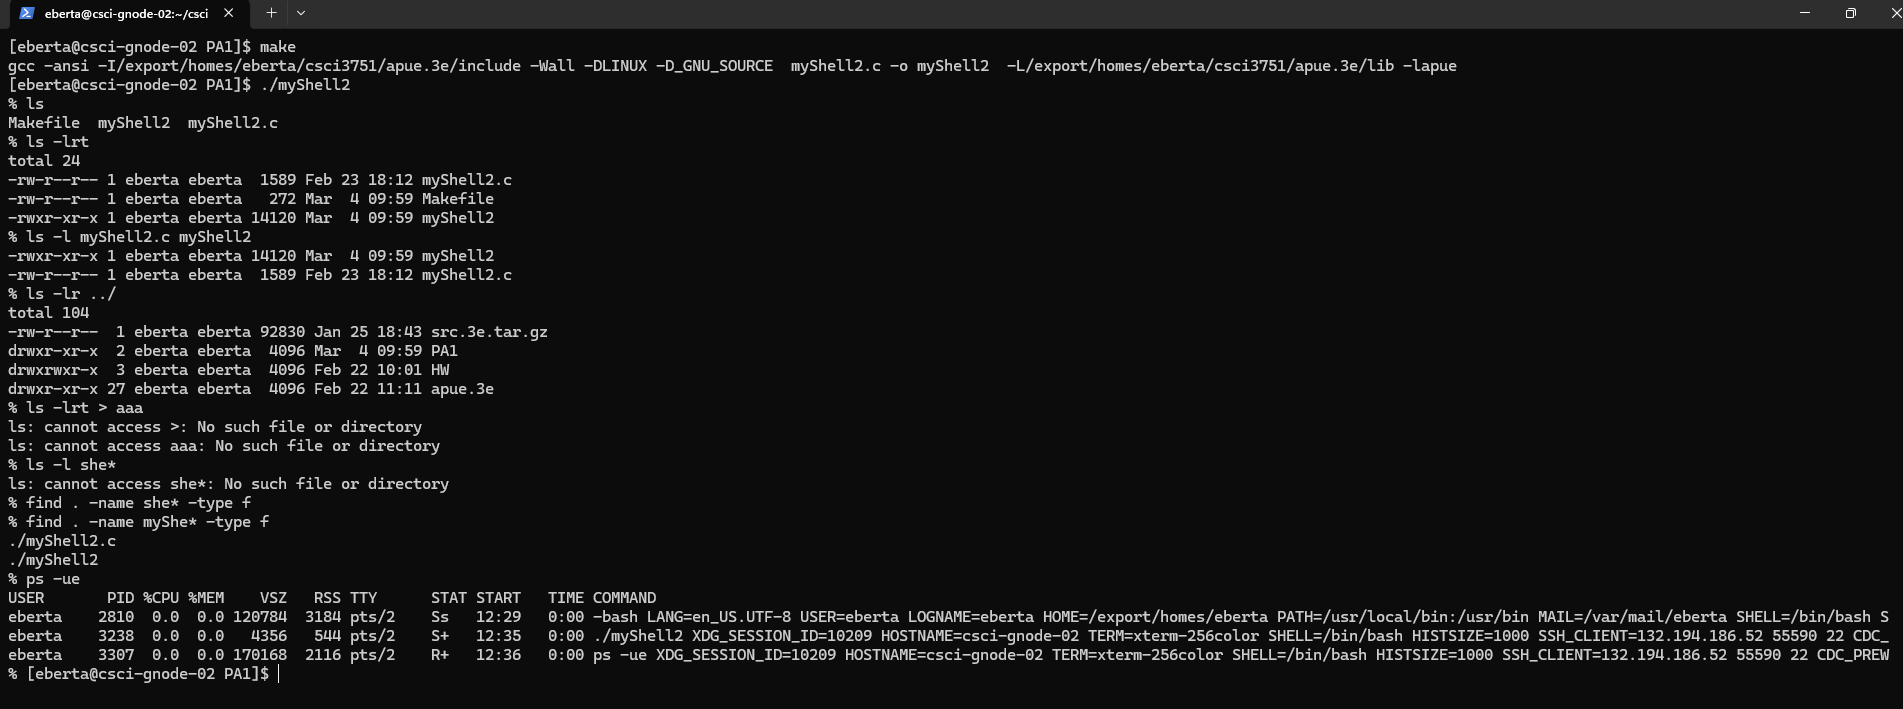 eberta@csci-gnode-02:~/csci
[eberta@csci-gnode-02 PA1]$ make
gcc -ansi -I/export/homes/eberta/csci3751/apue.3e/include -Wall -DLINUX -D_GNU_SOURCE  myShell2.c -o myShell2  -L/export/homes/eberta/csci3751/apue.3e/lib -lapue
[eberta@csci-gnode-02 PA1]$ ./myShell2
% ls
Makefile  myShell2  myShell2.c
% ls -lrt
total 24
-rw-r--r-- 1 eberta eberta  1589 Feb 23 18:12 myShell2.c
-rw-r--r-- 1 eberta eberta   272 Mar  4 09:59 Makefile
-rwxr-xr-x 1 eberta eberta 14120 Mar  4 09:59 myShell2
% ls -l myShell2.c myShell2
-rwxr-xr-x 1 eberta eberta 14120 Mar  4 09:59 myShell2
-rw-r--r-- 1 eberta eberta  1589 Feb 23 18:12 myShell2.c
% ls -lr ../
total 104
-rw-r--r--  1 eberta eberta 92830 Jan 25 18:43 src.3e.tar.gz
drwxr-xr-x  2 eberta eberta  4096 Mar  4 09:59 PA1
drwxrwxr-x  3 eberta eberta  4096 Feb 22 10:01 HW
drwxr-xr-x 27 eberta eberta  4096 Feb 22 11:11 apue.3e
% ls -lrt > aaa
ls: cannot access >: No such file or directory
ls: cannot access aaa: No such file or directory
% ls -l she*
ls: cannot access she*: No such file or directory
% find . -name she* -type f
% find . -name myShe* -type f
./myShell2.c
./myShell2
% ps -ue
USER       PID %CPU %MEM    VSZ   RSS TTY      STAT START   TIME COMMAND
eberta    2810  0.0  0.0 120784  3184 pts/2    Ss   12:29   0:00 -bash LANG=en_US.UTF-8 USER=eberta LOGNAME=eberta HOME=/export/homes/eberta PATH=/usr/local/bin:/usr/bin MAIL=/var/mail/eberta SHELL=/bin/bash S
eberta    3238  0.0  0.0   4356   544 pts/2    S+   12:35   0:00 ./myShell2 XDG_SESSION_ID=10209 HOSTNAME=csci-gnode-02 TERM=xterm-256color SHELL=/bin/bash HISTSIZE=1000 SSH_CLIENT=132.194.186.52 55590 22 CDC_
eberta    3307  0.0  0.0 170168  2116 pts/2    R+   12:36   0:00 ps -ue XDG_SESSION_ID=10209 HOSTNAME=csci-gnode-02 TERM=xterm-256color SHELL=/bin/bash HISTSIZE=1000 SSH_CLIENT=132.194.186.52 55590 22 CDC_PREW
% [eberta@csci-gnode-02 PA1]$